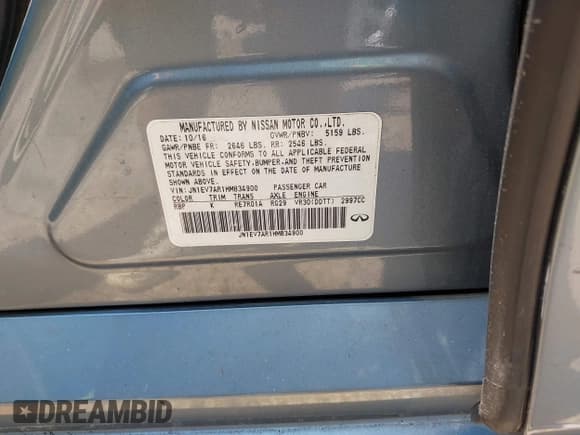 MANUFACTURED BY NISSAN MOTOR CO.,LTD.
DATE: 10/16 GVWR/PNBV: 5159 LBS.
GAWR/PNBE FR: 2646 LBS. RR: 2546 LBS.
THIS VEHICLE CONFORMS TO ALL APPLICABLE FEDERAL
MOTOR VEHICLE SAFETY,BUMPER,AND THEFT PREVENTION
STANDARDS IN EFFECT ON THE DATE OF MANUFACTURE
SHOWN ABOVE.
VIN:JN1EV7AR1HM834900 PASSENGER CAR
COLOR TRIM TRANS AXLE ENGINE
RBP K RE7R01A RG29 VR30(DDTT) 2997CC
JN1EV7AR1HM834900
DREAMBID